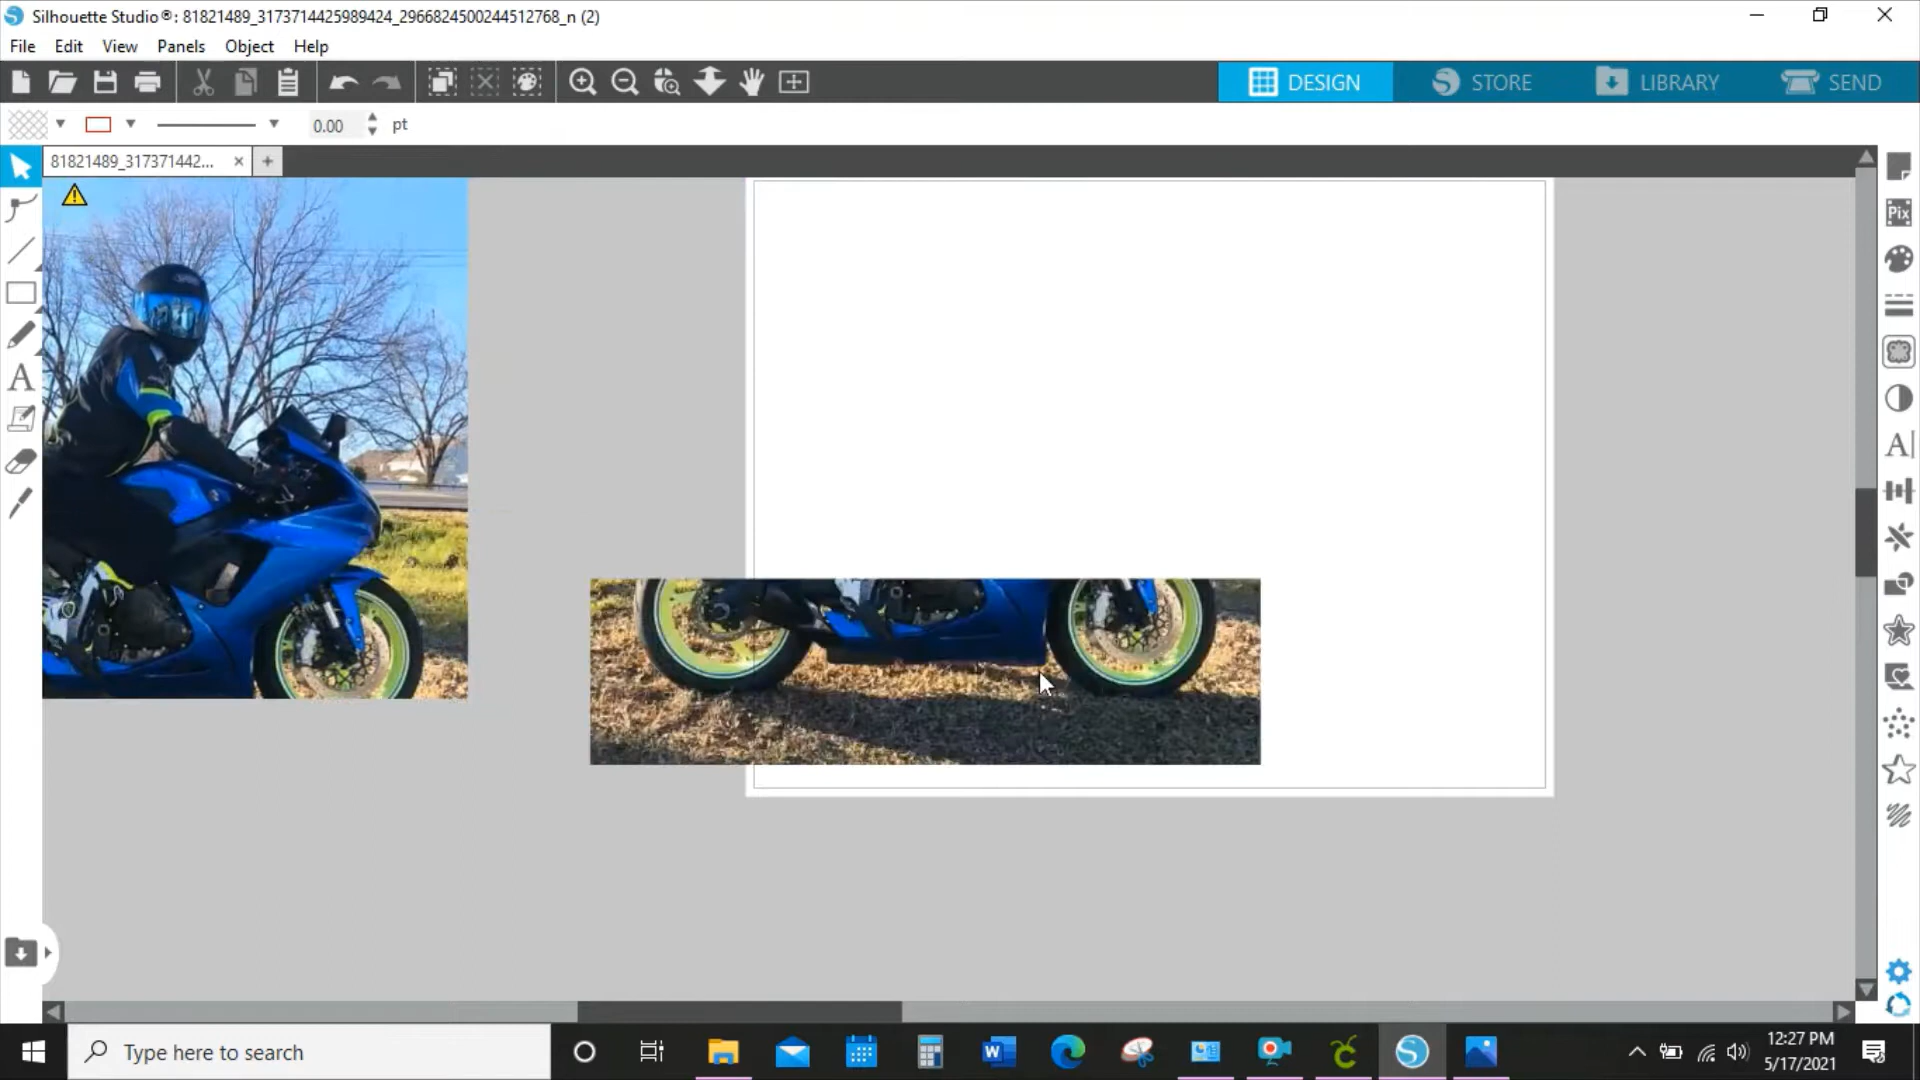 Silhouette Studio®: 81821489_3173714425989424_2966824500244512768_n (2)
File Edit View Panels Object Help
DESIGN STORE LIBRARY SEND
0.00 pt
81821489_317371442...
Pix
A
A
Type here to search
W
12:27 PM
5/17/2021